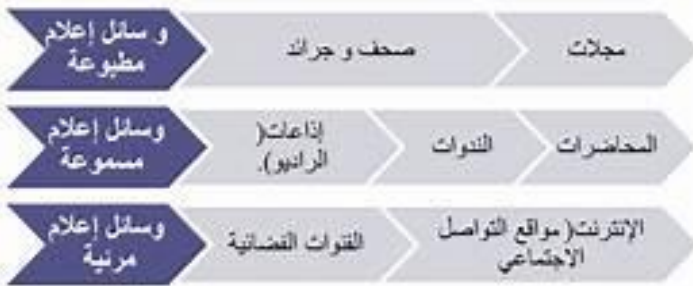 و سائل إعلام
مطبوعة
صحف و جرائد
مجلات
وسائل إعلام
مسموعة
إذاعات(
الراديو).
الندوات
المحاضرات
وسائل إعلام
مرئية
القنوات الفضائية
الإنترنت( مواقع التواصل
الاجتماعي